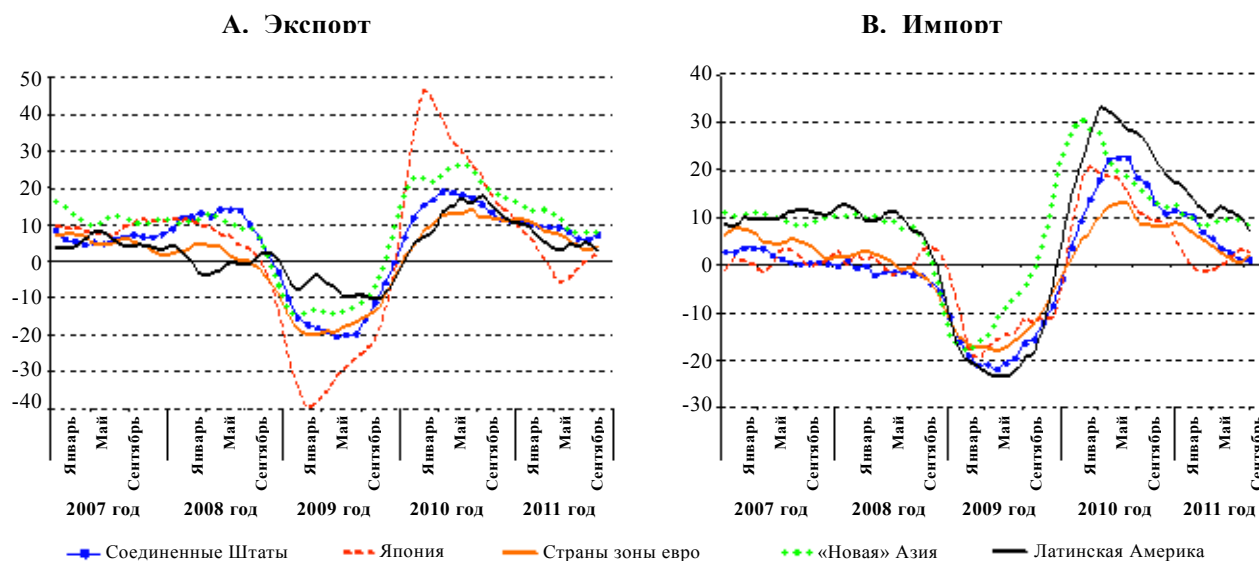 А. Экспорт
50
40
30
20
10
0
-10
-20
-30
-40
Январь
Май
Сентябрь
Январь
Май
Сентябрь
Январь
Май
Сентябрь
Январь
Май
Сентябрь
Январь
Май
Сентябрь
2007 год
2008 год
2009 год
2010 год
2011 год
В. Импорт
40
30
20
10
0
-10
-20
-30
Январь
Май
Сентябрь
Январь
Май
Сентябрь
Январь
Май
Сентябрь
Январь
Май
Сентябрь
Январь
Май
Сентябрь
2007 год
2008 год
2009 год
2010 год
2011 год
Соединенные Штаты
Япония
Страны зоны евро
«Новая» Азия
Латинская Америка